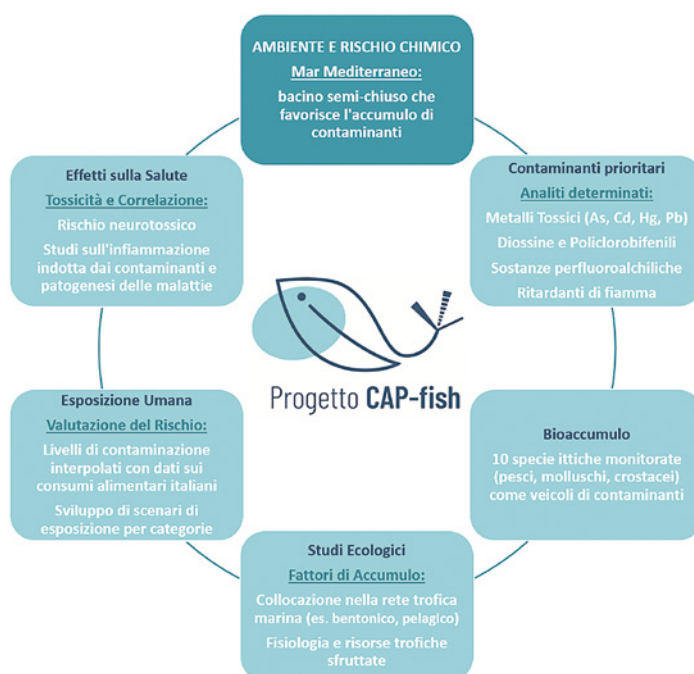 AMBIENTE E RISCHIO CHIMICO
Mar Mediterraneo:
bacino semi-chiuso che
favorisce l'accumulo di
contaminanti
Contaminanti prioritari
Analiti determinati:
Metalli Tossici (As, Cd, Hg, Pb)
Diossine e Policlorobifenili
Sostanze perfluoroalchiliche
Ritardanti di fiamma
Bioaccumulo
10 specie ittiche monitorate
(pesci, molluschi, crostacei)
come veicoli di contaminanti
Studi Ecologici
Fattori di Accumulo:
Collocazione nella rete trofica
marina (es. bentonico, pelagico)
Fisiologia e risorse trofiche
sfruttate
Esposizione Umana
Valutazione del Rischio:
Livelli di contaminazione
interpolati con dati sui
consumi alimentari italiani
Sviluppo di scenari di
esposizione per categorie
Effetti sulla Salute
Tossicità e Correlazione:
Rischio neurotossico
Studi sull'infiammazione
indotta dai contaminanti e
patogenesi delle malattie
Progetto CAP-fish